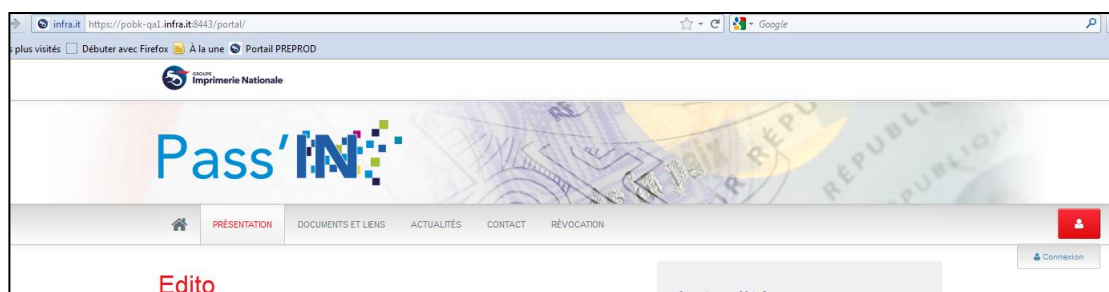 infra.it https://pobk-qa1.infra.it:8443/portal/ Google
plus visités Débuter avec Firefox À la une Portail PREPROD
GROUPE
Imprimerie Nationale
Pass'IN
RÉPUBLIQ
PRÉSENTATION DOCUMENTS ET LIENS ACTUALITÉS CONTACT RÉVOCATION
Connexion
Edito